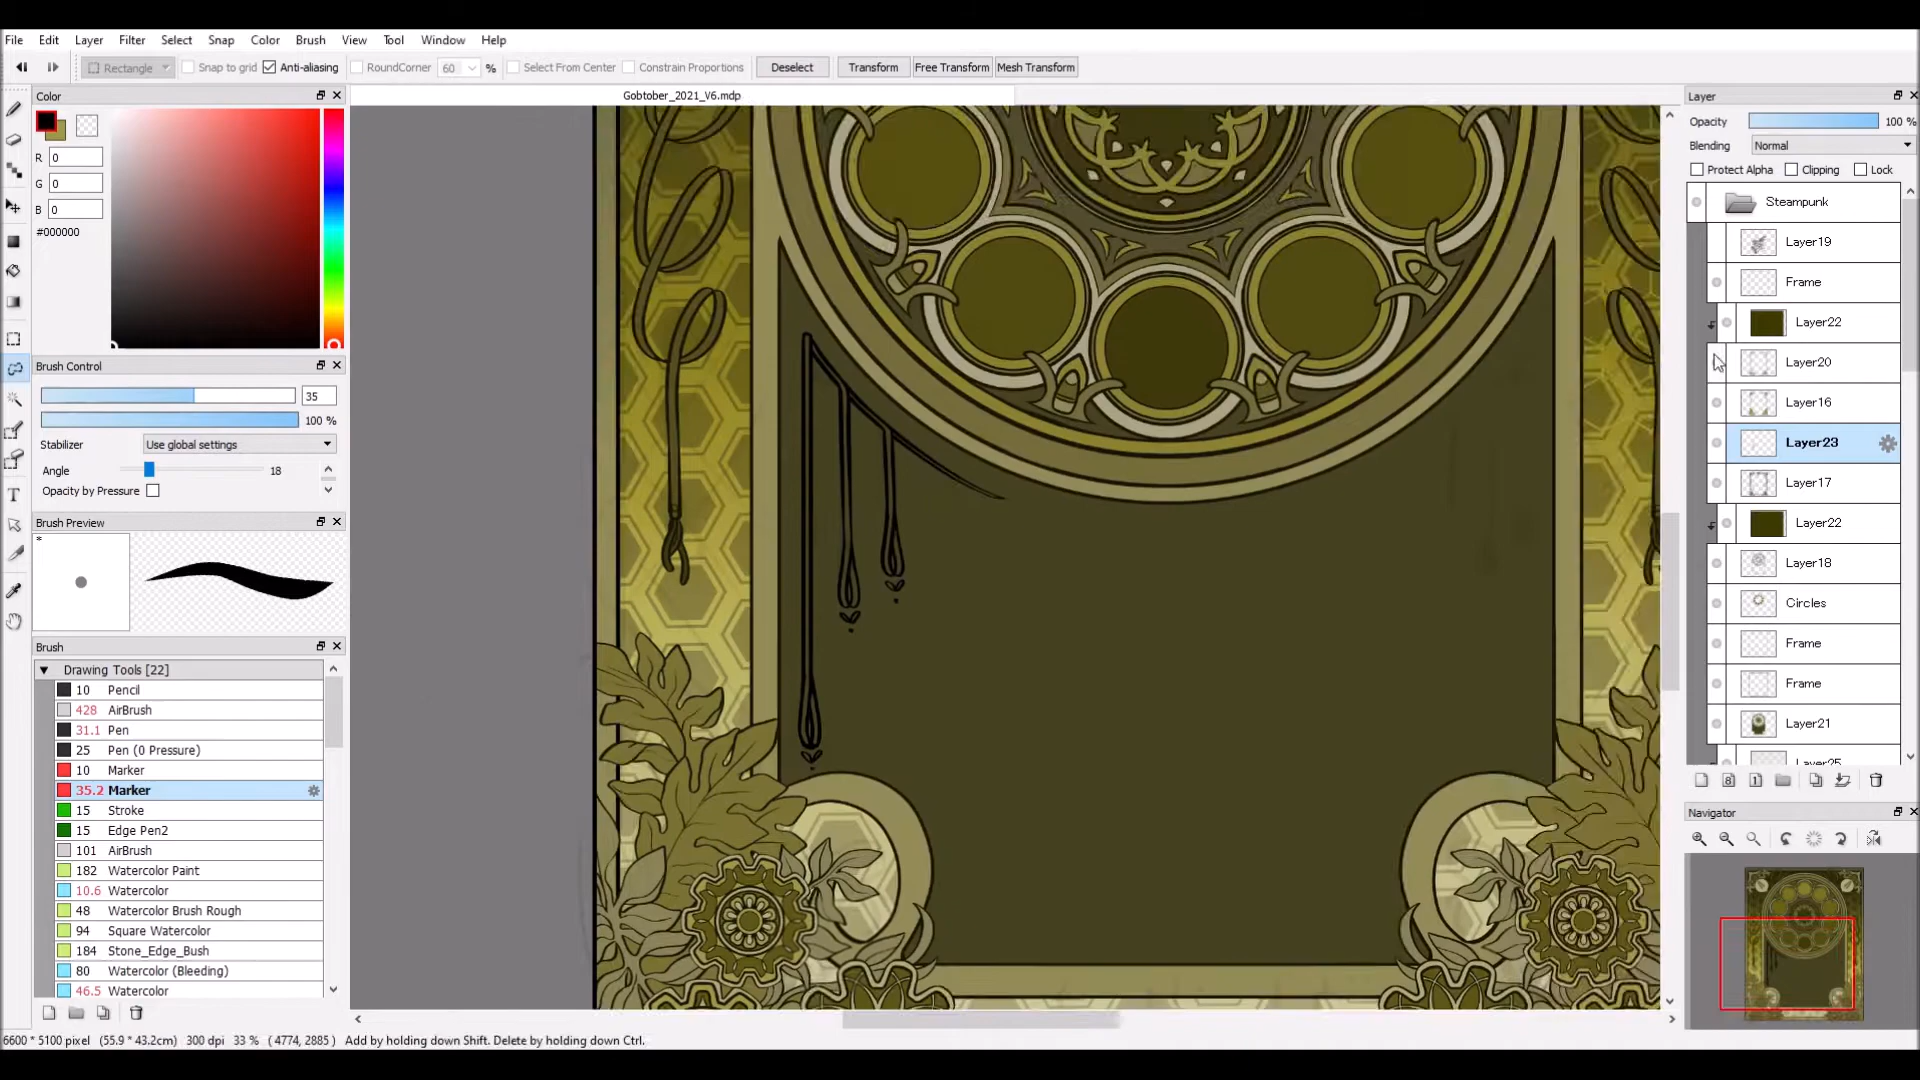 File Edit Layer Filter Select Snap Color Brush View Tool Window Help
Rectangle Snap to grid Anti-aliasing RoundCorner 60 % Select From Center Constrain Proportions Deselect Transform Free Transform Mesh Transform
Color
Gobtober_2021_V6.mdp
Layer
R 0
G 0
B 0
#000000
Opacity 100 %
Blending Normal
Protect Alpha Clipping Lock
Steampunk
Layer19
Frame
Layer22
Layer20
Layer16
Layer23
Layer17
Layer22
Layer18
Circles
Frame
Frame
Layer21
Layer25
Brush Control
35
100 %
Stabilizer Use global settings
Angle 18
Opacity by Pressure
Brush Preview
*
Brush
Drawing Tools [22]
10 Pencil
428 AirBrush
31.1 Pen
25 Pen (0 Pressure)
10 Marker
35.2 Marker
15 Stroke
15 Edge Pen2
101 AirBrush
182 Watercolor Paint
10.6 Watercolor
48 Watercolor Brush Rough
94 Square Watercolor
184 Stone_Edge_Bush
80 Watercolor (Bleeding)
46.5 Watercolor
8
1
Navigator
6600 * 5100 pixel (55.9 * 43.2cm) 300 dpi 33 % ( 4774, 2885 ) Add by holding down Shift. Delete by holding down Ctrl.